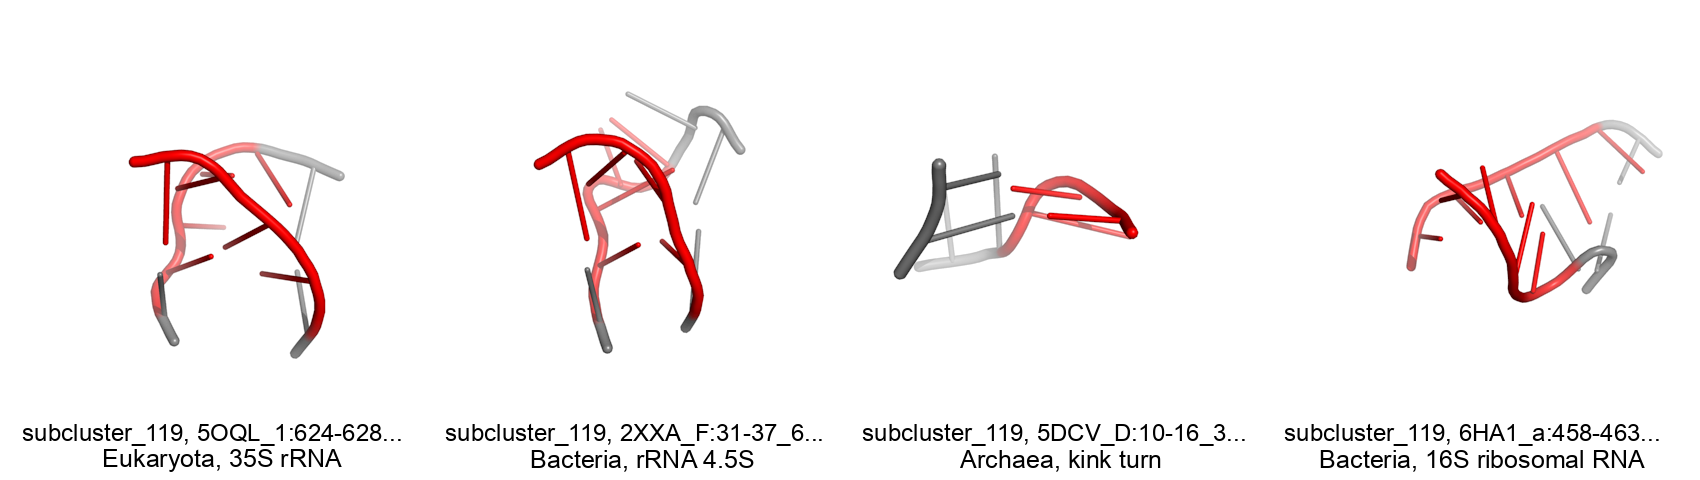 subcluster_119, 5OQL_1:624-628...
Eukaryota, 35S rRNA
subcluster_119, 2XXA_F:31-37_6...
Bacteria, rRNA 4.5S
subcluster_119, 5DCV_D:10-16_3...
Archaea, kink turn
subcluster_119, 6HA1_a:458-463...
Bacteria, 16S ribosomal RNA